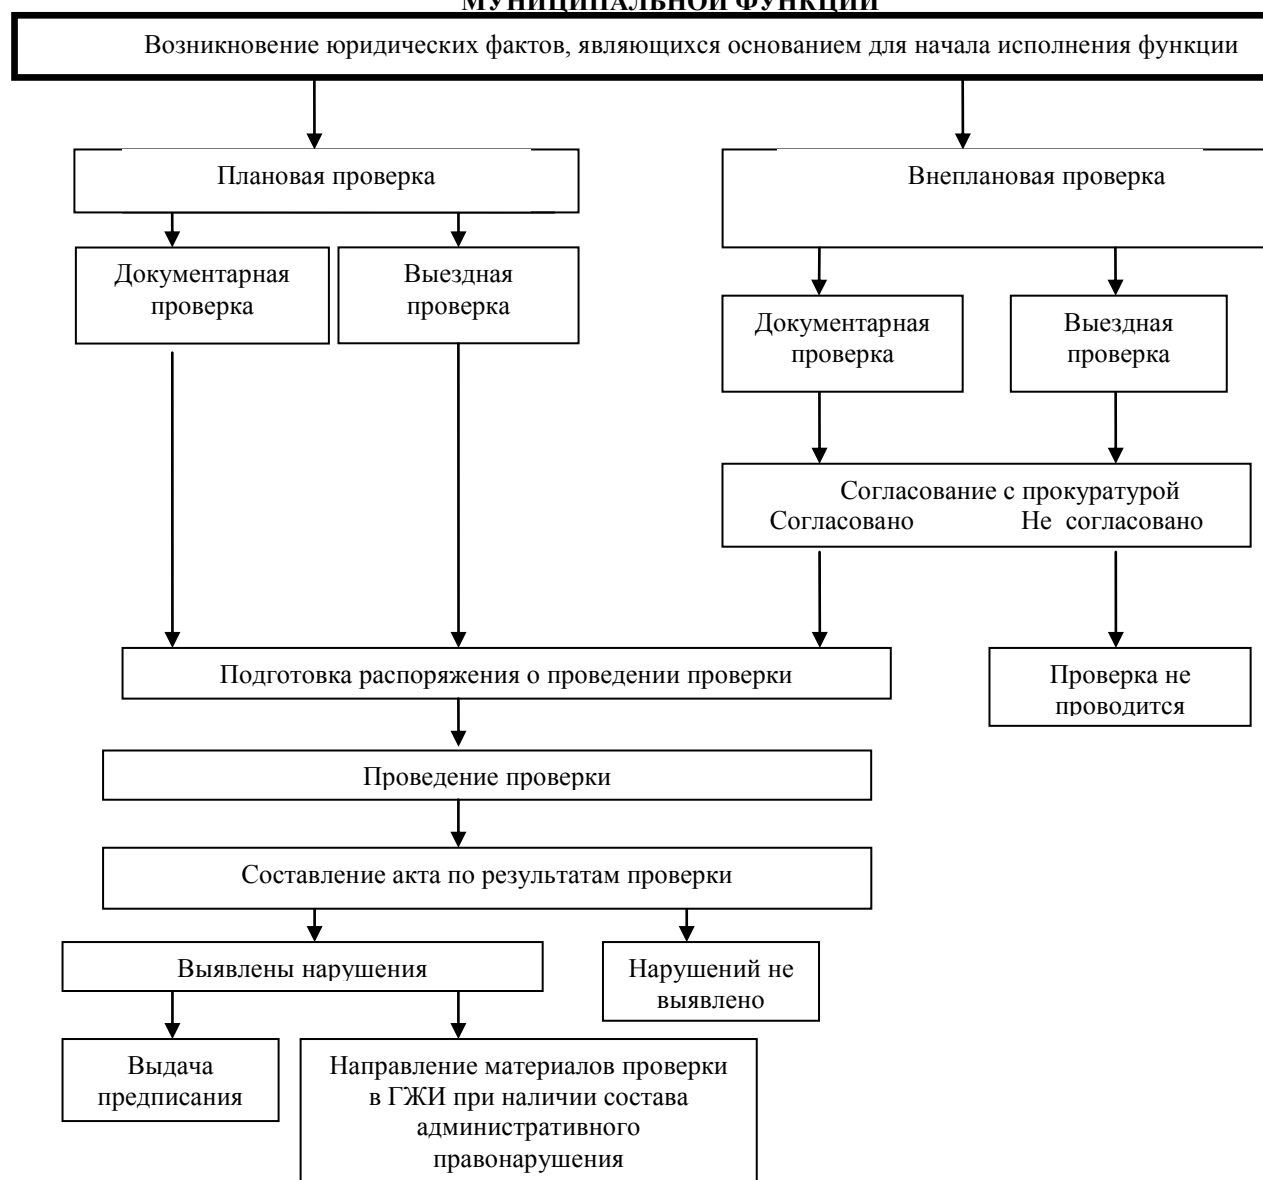 МУНИЦИПАЛЬНОЙ ФУНКЦИИ
Возникновение юридических фактов, являющихся основанием для начала исполнения функции
Плановая проверка
Внеплановая проверка
Документарная
проверка
Выездная
проверка
Документарная
проверка
Выездная
проверка
Согласование с прокуратурой
Согласовано Не согласовано
Подготовка распоряжения о проведении проверки
Проверка не
проводится
Проведение проверки
Составление акта по результатам проверки
Выявлены нарушения
Нарушений не
выявлено
Выдача
предписания
Направление материалов проверки
в ГЖИ при наличии состава
административного
правонарушения